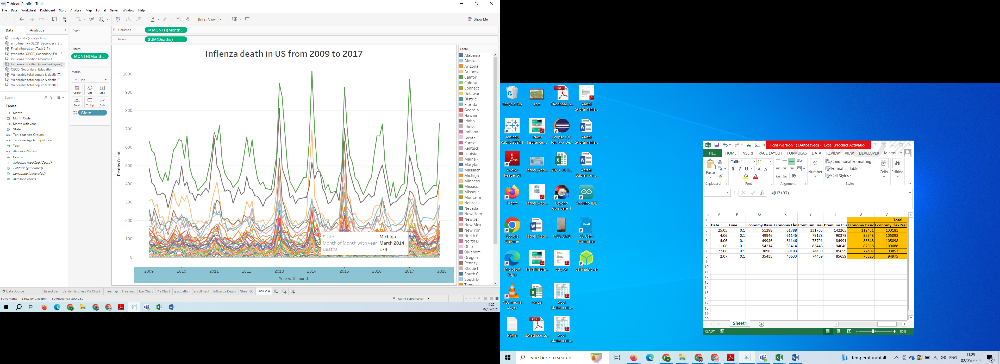 Tableau Public - Trial
File Data Worksheet Dashboard Story Analysis Map Format Server Window Help
Entire View
Show Me
Data Analytics
candy-data (candy-data)
enrollment+ (OECD_Secondary_E...
Final Integration (Task 1.7)
grad rate (OECD_Secondary_Ed... !
Influenza modified (month1)
Influenza modified (monthwithyear)
OECD_Secondary_Education
Vulnerable,total popula & death (T...
Vulnerable,total popula & death (T...
Vulnerable,total popula & death (T...
Search
Tables
Month
Month Code
Month with year
State
Abc Ten-Year Age Groups
Abc Ten-Year Age Groups Code
Year
Abc Measure Names
Deaths
Influenza modified (Count)
Latitude (generated)
Longitude (generated)
Measure Values
Pages
Filters
MONTH(Month ..
Marks
Line
Colour Size Label
Detail Tooltip Path
State
Columns MONTH(Month ..
Rows SUM(Deaths)
Inflenza death in US from 2009 to 2017
Deaths Count
1000
900
800
700
600
500
400
300
200
100
0
State: Michiga
Month of Month with year: March 2014
Deaths: 174
2009 2010 2011 2012 2013 2014 2015 2016 2017 2018
Year with month
State
Alabama
Alaska
Arizona
Arkansa
Califor
Colorad
Connect
Delawar
Distric
Florida
Georgia
Hawaii
Idaho -
Illinoi
Indiana
Iowa -
Kansas
Kentuck
Louisia
Maine -
Marylan
Massach
Michiga
Minneso
Mississ
Missour
Montana
Nebrask
Nevada
New Ham
New Jer
New Mex
New Yor
North C
North D
Ohio -
Oklahom
Oregon
Pennsyl
Rhode I
South C
South D
Tenness
Data Source Brand Bar Candy Hardness Pie Chart Treemap Tree map Bar Chart Pie Chart graduation enrollment Influenza Death Sheet 10 Task 2.4
5049 marks 1 row by 1 column SUM(Deaths): 390,231
Aarthi Subramanian
11:29
02/05/2024
Recycle Bin
zoo
EAadhaar_S...
Aarthi Subramania...
Tableau Public 2024.1
Travel Insurance_...
Eclipse IDE for Java De...
Aarthi Subramania...
Adobe Reader XI
Father_Aad...
2023-10-3...
Aarthi Subramani...
Firefox
Father_Aad...
Beyond Compare 4
Arduino IDE
Google Chrome
Father_Aad...
MEDICINE
SD Card Formatter
Microsoft Edge
TravelInsura...
cdg.txt
balenaEtcher
VLC media player
svngs
Acct Statement_...
R@1n
EAadhaar_S...
Acct Statement_...
Flight (version 1) [Autosaved] - Excel (Product Activatio...
FILE HOME INSERT PAGE LAYOUT FORMULAS DATA REVIEW VIEW DEVELOPER Micros...
Paste
Calibri 11
B I U
%
Number
Conditional Formatting
Format as Table
Cell Styles
Cells
Editing
Clipboard Font Alignment Styles
fx =(H7+R7)
A P Q R S T U V
1 Total
2 Date Time Economy Basic Economy Flex Premium Basi Premium Plu Economy Basic Economy Flex Pren
3 25.05 0.1 51288 61788 131765 142265 112431 133181
4 4.06 0.1 49946 61146 79178 90378 83648 105098
5 4.06 0.1 49946 61146 73791 84991 83648 105098
6 11.06 0.1 54214 65414 83446 94646 87638 109088
7 22.06 0.1 38983 50183 74459 85659 72407 93857
8 2.07 0.1 35433 46633 74459 85659 73525 94975
9
10
11
12
13
14
15
16
17
18
19
20
Sheet1
READY
85%
Type here to search
Temperaturabfall
ENG
11:29
02/05/2024
2